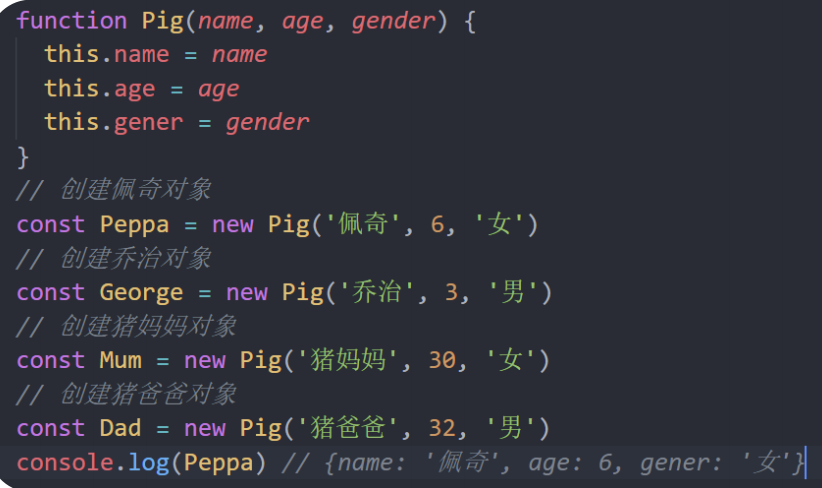 function Pig(name, age, gender) {
  this.name = name
  this.age = age
  this.gener = gender
}
// 创建佩奇对象
const Peppa = new Pig('佩奇', 6, '女')
// 创建乔治对象
const George = new Pig('乔治', 3, '男')
// 创建猪妈妈对象
const Mum = new Pig('猪妈妈', 30, '女')
// 创建猪爸爸对象
const Dad = new Pig('猪爸爸', 32, '男')
console.log(Peppa) // {name: '佩奇', age: 6, gener: '女'}